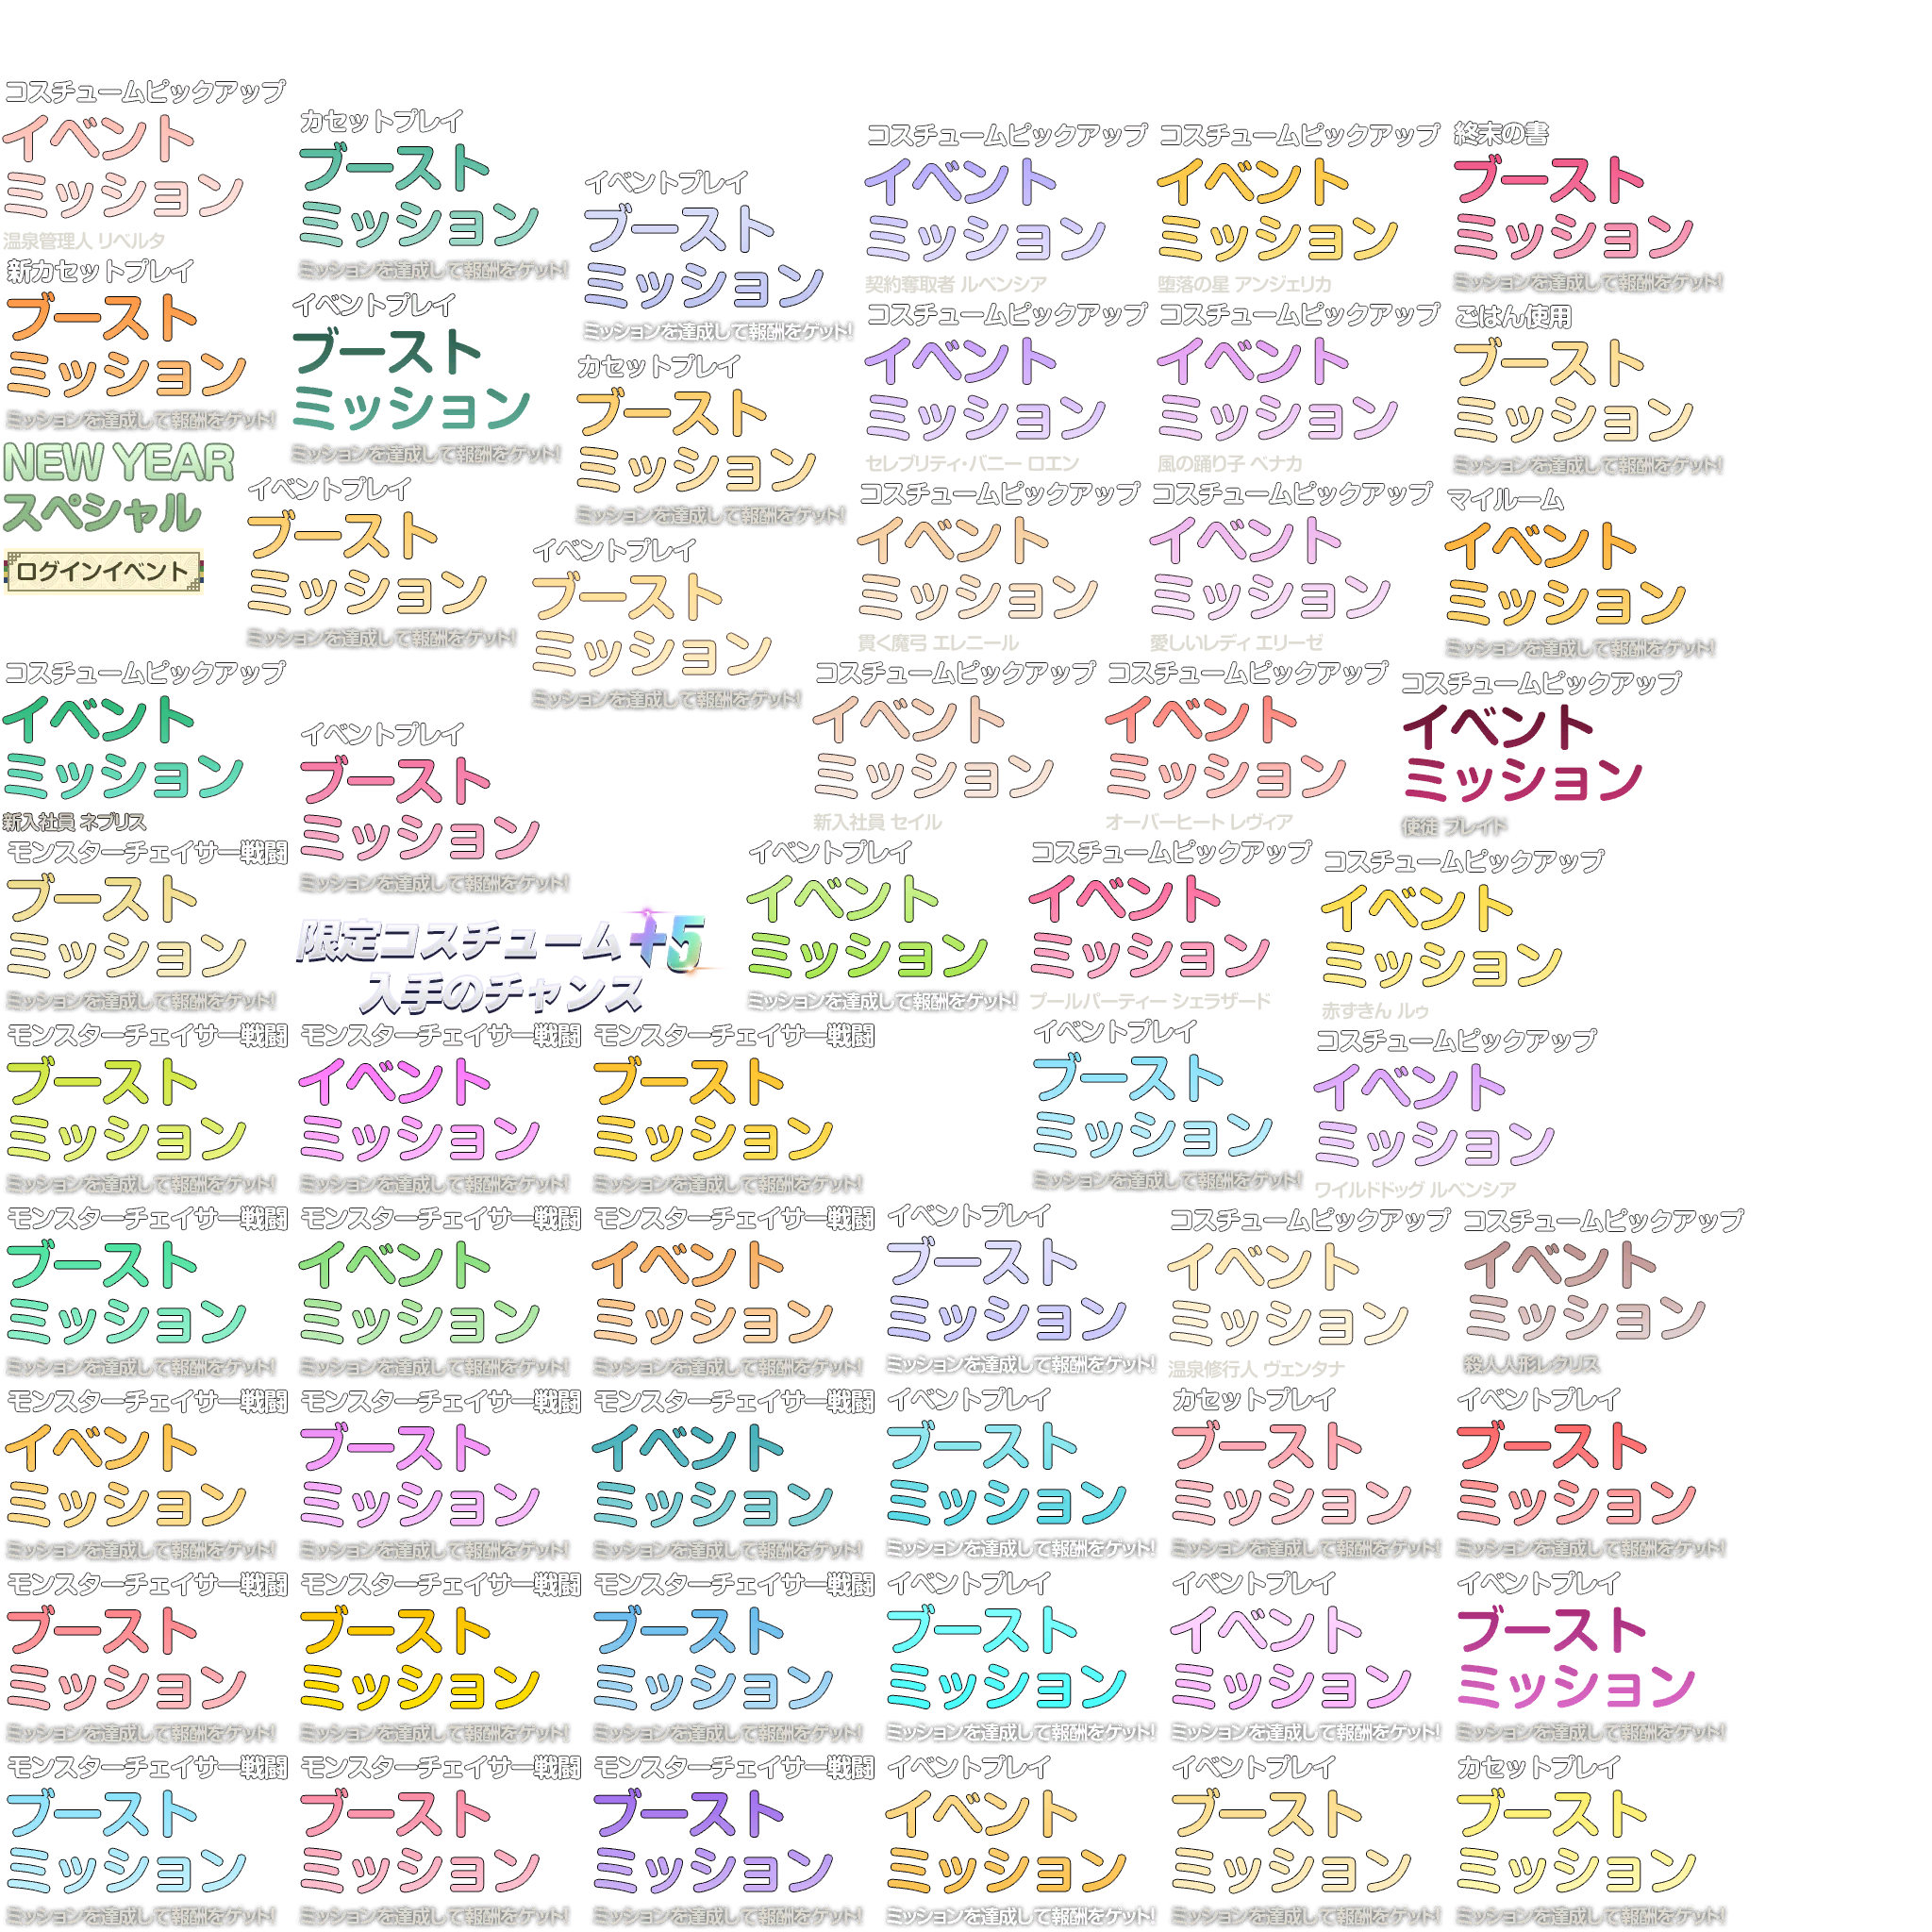 コスチュームピックアップ
イベント
ミッション
温泉管理人 リベルタ
新カセットプレイ
ブースト
ミッション
ミッションを達成して報酬をゲット!
NEW YEAR
スペシャル
ログインイベント
コスチュームピックアップ
イベント
ミッション
新入社員 ネブリス
モンスターチェイサー戦闘
ブースト
ミッション
ミッションを達成して報酬をゲット!
カセットプレイ
ブースト
ミッション
ミッションを達成して報酬をゲット!
イベントプレイ
ブースト
ミッション
ミッションを達成して報酬をゲット!
イベントプレイ
ブースト
ミッション
ミッションを達成して報酬をゲット!
イベントプレイ
ブースト
ミッション
ミッションを達成して報酬をゲット!
限定コスチューム+5
入手のチャンス
イベントプレイ
ブースト
ミッション
ミッションを達成して報酬をゲット!
カセットプレイ
ブースト
ミッション
ミッションを達成して報酬をゲット!
イベントプレイ
ブースト
ミッション
ミッションを達成して報酬をゲット!
コスチュームピックアップ
イベント
ミッション
契約奪取者 ルベンシア
コスチュームピックアップ
イベント
ミッション
堕落の星 アンジェリカ
終末の書
ブースト
ミッション
ミッションを達成して報酬をゲット!
コスチュームピックアップ
イベント
ミッション
セレブリティ・バニー ロエン
コスチュームピックアップ
イベント
ミッション
風の踊り子 ベナカ
ごはん使用
ブースト
ミッション
ミッションを達成して報酬をゲット!
コスチュームピックアップ
イベント
ミッション
貫く魔弓 エレニール
コスチュームピックアップ
イベント
ミッション
愛しいレディ エリーゼ
マイルーム
イベント
ミッション
ミッションを達成して報酬をゲット!
コスチュームピックアップ
イベント
ミッション
新入社員 セイル
コスチュームピックアップ
イベント
ミッション
オーバーヒート レヴィア
コスチュームピックアップ
イベント
ミッション
使徒 ブレイド
イベントプレイ
イベント
ミッション
ミッションを達成して報酬をゲット!
コスチュームピックアップ
イベント
ミッション
プールパーティー シェラザード
コスチュームピックアップ
イベント
ミッション
赤ずきん ルゥ
モンスターチェイサー戦闘
ブースト
ミッション
ミッションを達成して報酬をゲット!
モンスターチェイサー戦闘
イベント
ミッション
ミッションを達成して報酬をゲット!
モンスターチェイサー戦闘
ブースト
ミッション
ミッションを達成して報酬をゲット!
イベントプレイ
ブースト
ミッション
ミッションを達成して報酬をゲット!
コスチュームピックアップ
イベント
ミッション
ワイルドドッグ ルベンシア
モンスターチェイサー戦闘
ブースト
ミッション
ミッションを達成して報酬をゲット!
モンスターチェイサー戦闘
イベント
ミッション
ミッションを達成して報酬をゲット!
モンスターチェイサー戦闘
イベント
ミッション
ミッションを達成して報酬をゲット!
イベントプレイ
ブースト
ミッション
ミッションを達成して報酬をゲット!
コスチュームピックアップ
イベント
ミッション
温泉修行人 ヴェンタナ
コスチュームピックアップ
イベント
ミッション
殺人人形レクリス
モンスターチェイサー戦闘
イベント
ミッション
ミッションを達成して報酬をゲット!
モンスターチェイサー戦闘
ブースト
ミッション
ミッションを達成して報酬をゲット!
モンスターチェイサー戦闘
イベント
ミッション
ミッションを達成して報酬をゲット!
イベントプレイ
ブースト
ミッション
ミッションを達成して報酬をゲット!
カセットプレイ
ブースト
ミッション
ミッションを達成して報酬をゲット!
イベントプレイ
ブースト
ミッション
ミッションを達成して報酬をゲット!
モンスターチェイサー戦闘
ブースト
ミッション
ミッションを達成して報酬をゲット!
モンスターチェイサー戦闘
ブースト
ミッション
ミッションを達成して報酬をゲット!
モンスターチェイサー戦闘
ブースト
ミッション
ミッションを達成して報酬をゲット!
イベントプレイ
ブースト
ミッション
ミッションを達成して報酬をゲット!
イベントプレイ
イベント
ミッション
ミッションを達成して報酬をゲット!
イベントプレイ
ブースト
ミッション
ミッションを達成して報酬をゲット!
モンスターチェイサー戦闘
ブースト
ミッション
ミッションを達成して報酬をゲット!
モンスターチェイサー戦闘
ブースト
ミッション
ミッションを達成して報酬をゲット!
モンスターチェイサー戦闘
ブースト
ミッション
ミッションを達成して報酬をゲット!
イベントプレイ
イベント
ミッション
ミッションを達成して報酬をゲット!
イベントプレイ
ブースト
ミッション
ミッションを達成して報酬をゲット!
カセットプレイ
ブースト
ミッション
ミッションを達成して報酬をゲット!